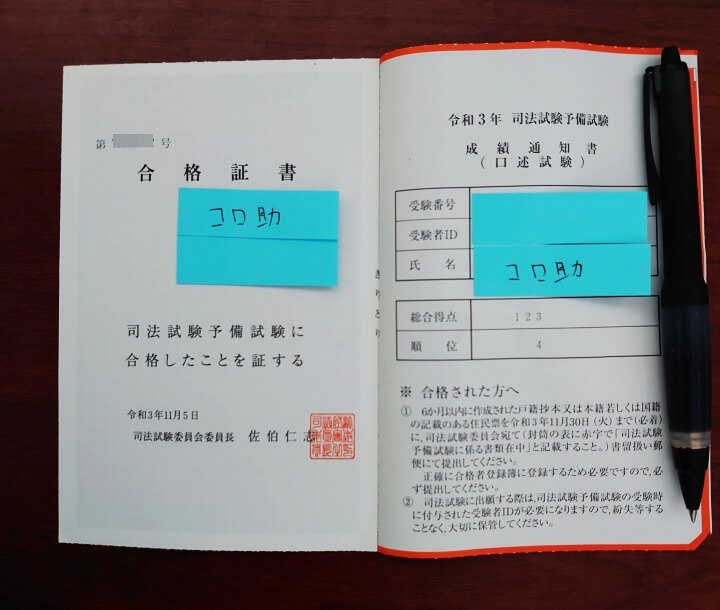 第 号
合格証書
コロ助
司法試験予備試験に
合格したことを証する
令和3年11月5日
司法試験委員会委員長 佐伯仁志
きりとり
令和3年 司法試験予備試験
成績通知書
(口述試験)
受験番号
受験者ID
氏名 コロ助
総合得点 123
順位 4
※ 合格された方へ
① 6か月以内に作成された戸籍抄本又は本籍若しくは国籍
の記載のある住民票を令和3年11月30日(火)まで(必着)
に,司法試験委員会宛て(封筒の表に赤字で「司法試験
予備試験に係る書類在中」と記載すること。)書留扱い郵
便にて提出してください。
正確に合格者登録簿に登録するため必要ですので,必
ず提出してください。
② 司法試験に出願する際は,司法試験予備試験の受験時
に付与された受験者IDが必要になりますので,紛失等する
ことなく,大切に保管してください。